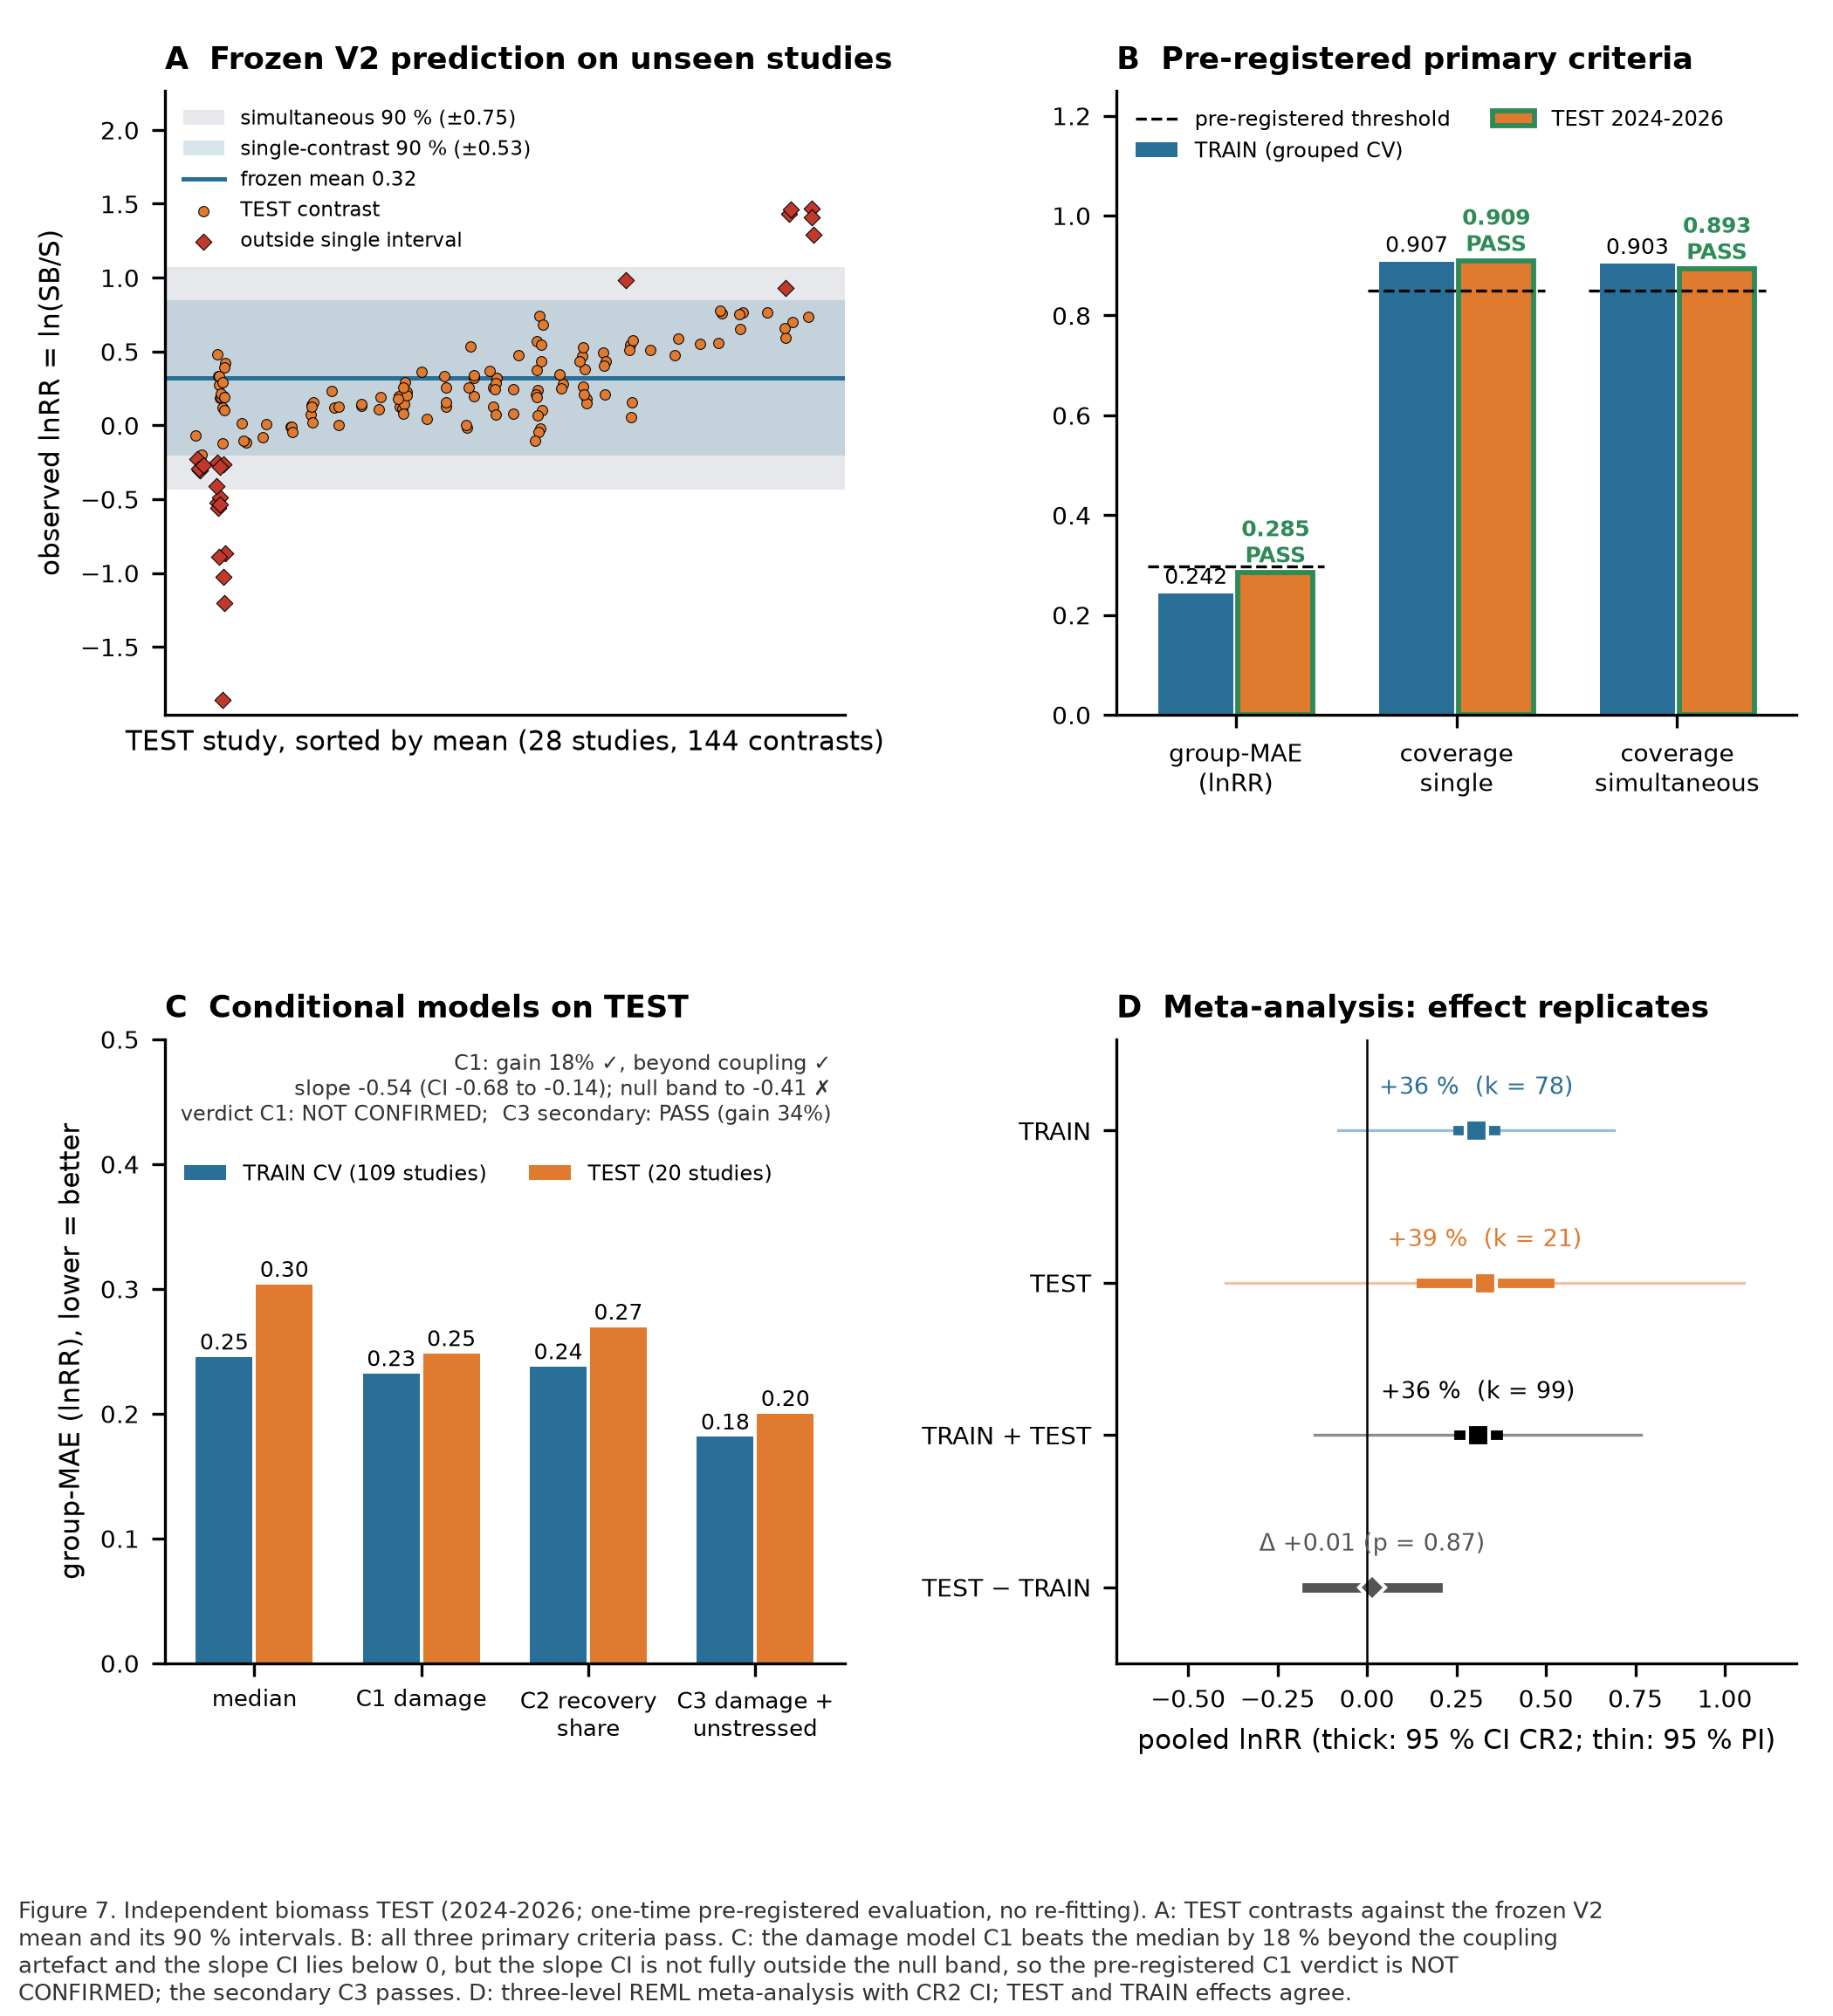 A Frozen V2 prediction on unseen studies
simultaneous 90 % (±0.75)
single-contrast 90 % (±0.53)
frozen mean 0.32
TEST contrast
outside single interval
observed lnRR = ln(SB/S)
2.0
1.5
1.0
0.5
0.0
−0.5
−1.0
−1.5
TEST study, sorted by mean (28 studies, 144 contrasts)
B Pre-registered primary criteria
pre-registered threshold
TRAIN (grouped CV)
TEST 2024-2026
1.2
1.0
0.8
0.6
0.4
0.2
0.0
0.242
0.285
PASS
0.907
0.909
PASS
0.903
0.893
PASS
group-MAE
(lnRR)
coverage
single
coverage
simultaneous
C Conditional models on TEST
C1: gain 18% ✓, beyond coupling ✓
slope -0.54 (CI -0.68 to -0.14); null band to -0.41 ✗
verdict C1: NOT CONFIRMED; C3 secondary: PASS (gain 34%)
TRAIN CV (109 studies)
TEST (20 studies)
group-MAE (lnRR), lower = better
0.5
0.4
0.3
0.2
0.1
0.0
0.25
0.30
0.23
0.25
0.24
0.27
0.18
0.20
median
C1 damage
C2 recovery
share
C3 damage +
unstressed
D Meta-analysis: effect replicates
TRAIN
+36 % (k = 78)
TEST
+39 % (k = 21)
TRAIN + TEST
+36 % (k = 99)
TEST − TRAIN
Δ +0.01 (p = 0.87)
−0.50
−0.25
0.00
0.25
0.50
0.75
1.00
pooled lnRR (thick: 95 % CI CR2; thin: 95 % PI)
Figure 7. Independent biomass TEST (2024-2026; one-time pre-registered evaluation, no re-fitting). A: TEST contrasts against the frozen V2
mean and its 90 % intervals. B: all three primary criteria pass. C: the damage model C1 beats the median by 18 % beyond the coupling
artefact and the slope CI lies below 0, but the slope CI is not fully outside the null band, so the pre-registered C1 verdict is NOT
CONFIRMED; the secondary C3 passes. D: three-level REML meta-analysis with CR2 CI; TEST and TRAIN effects agree.